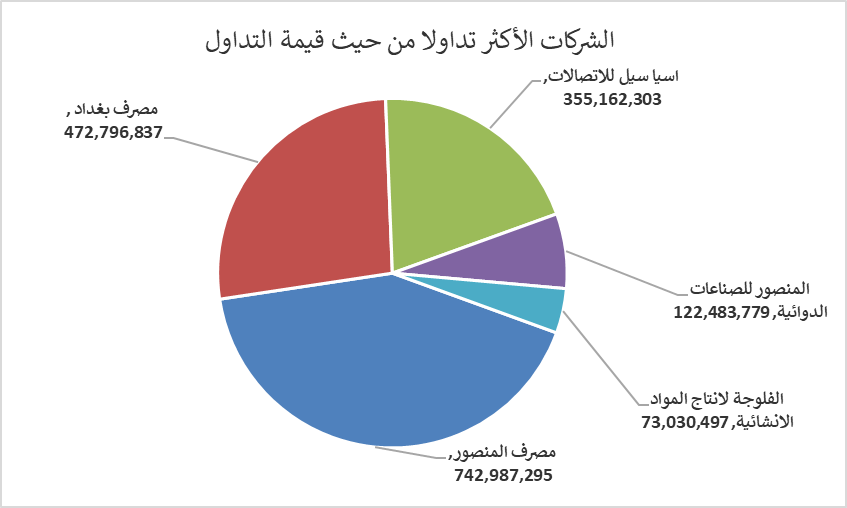 الشركات الأكثر تداولا من حيث قيمة التداول
اسيا سيل للاتصالات,
355,162,303
مصرف بغداد ,
472,796,837
المنصور للصناعات
الدوائية, 122,483,779
الفلوجة لانتاج المواد
الانشائية, 73,030,497
مصرف المنصور,
742,987,295